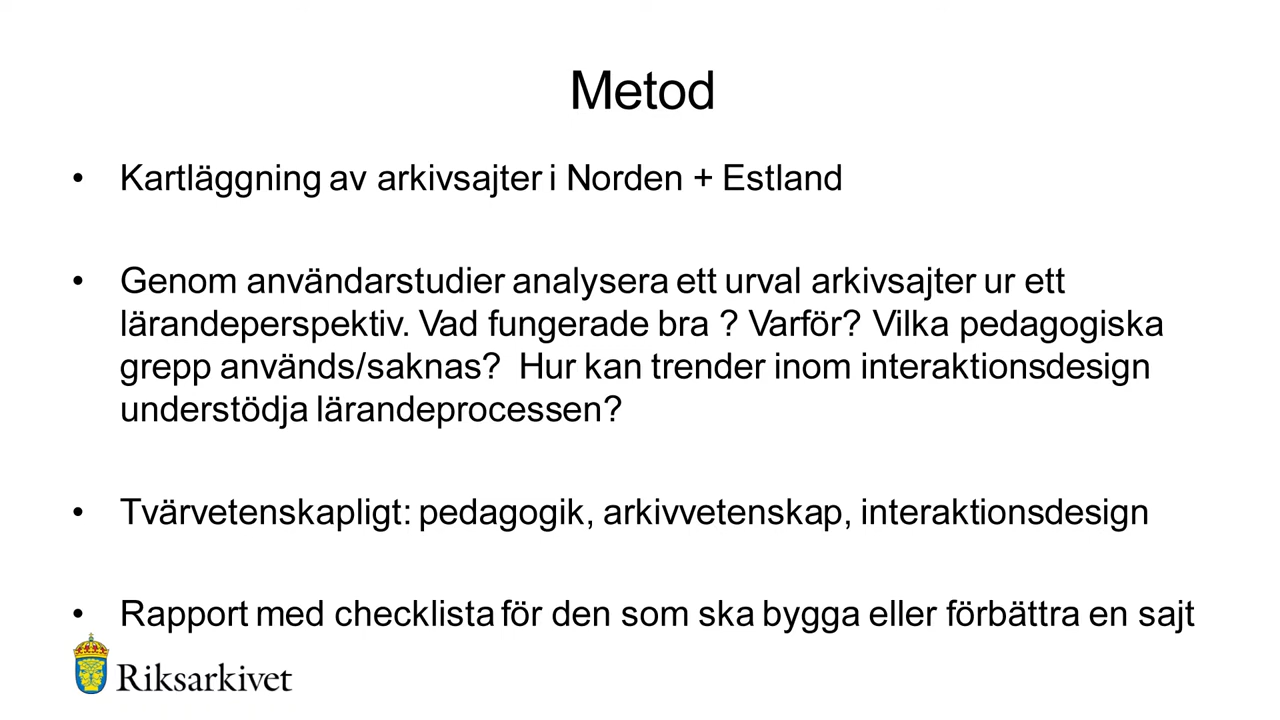 Metod
• Kartläggning av arkivsajter i Norden + Estland
• Genom användarstudier analysera ett urval arkivsajter ur ett
lärandeperspektiv. Vad fungerade bra ? Varför? Vilka pedagogiska
grepp används/saknas?  Hur kan trender inom interaktionsdesign
understödja lärandeprocessen?
• Tvärvetenskapligt: pedagogik, arkivvetenskap, interaktionsdesign
• Rapport med checklista för den som ska bygga eller förbättra en sajt
Riksarkivet